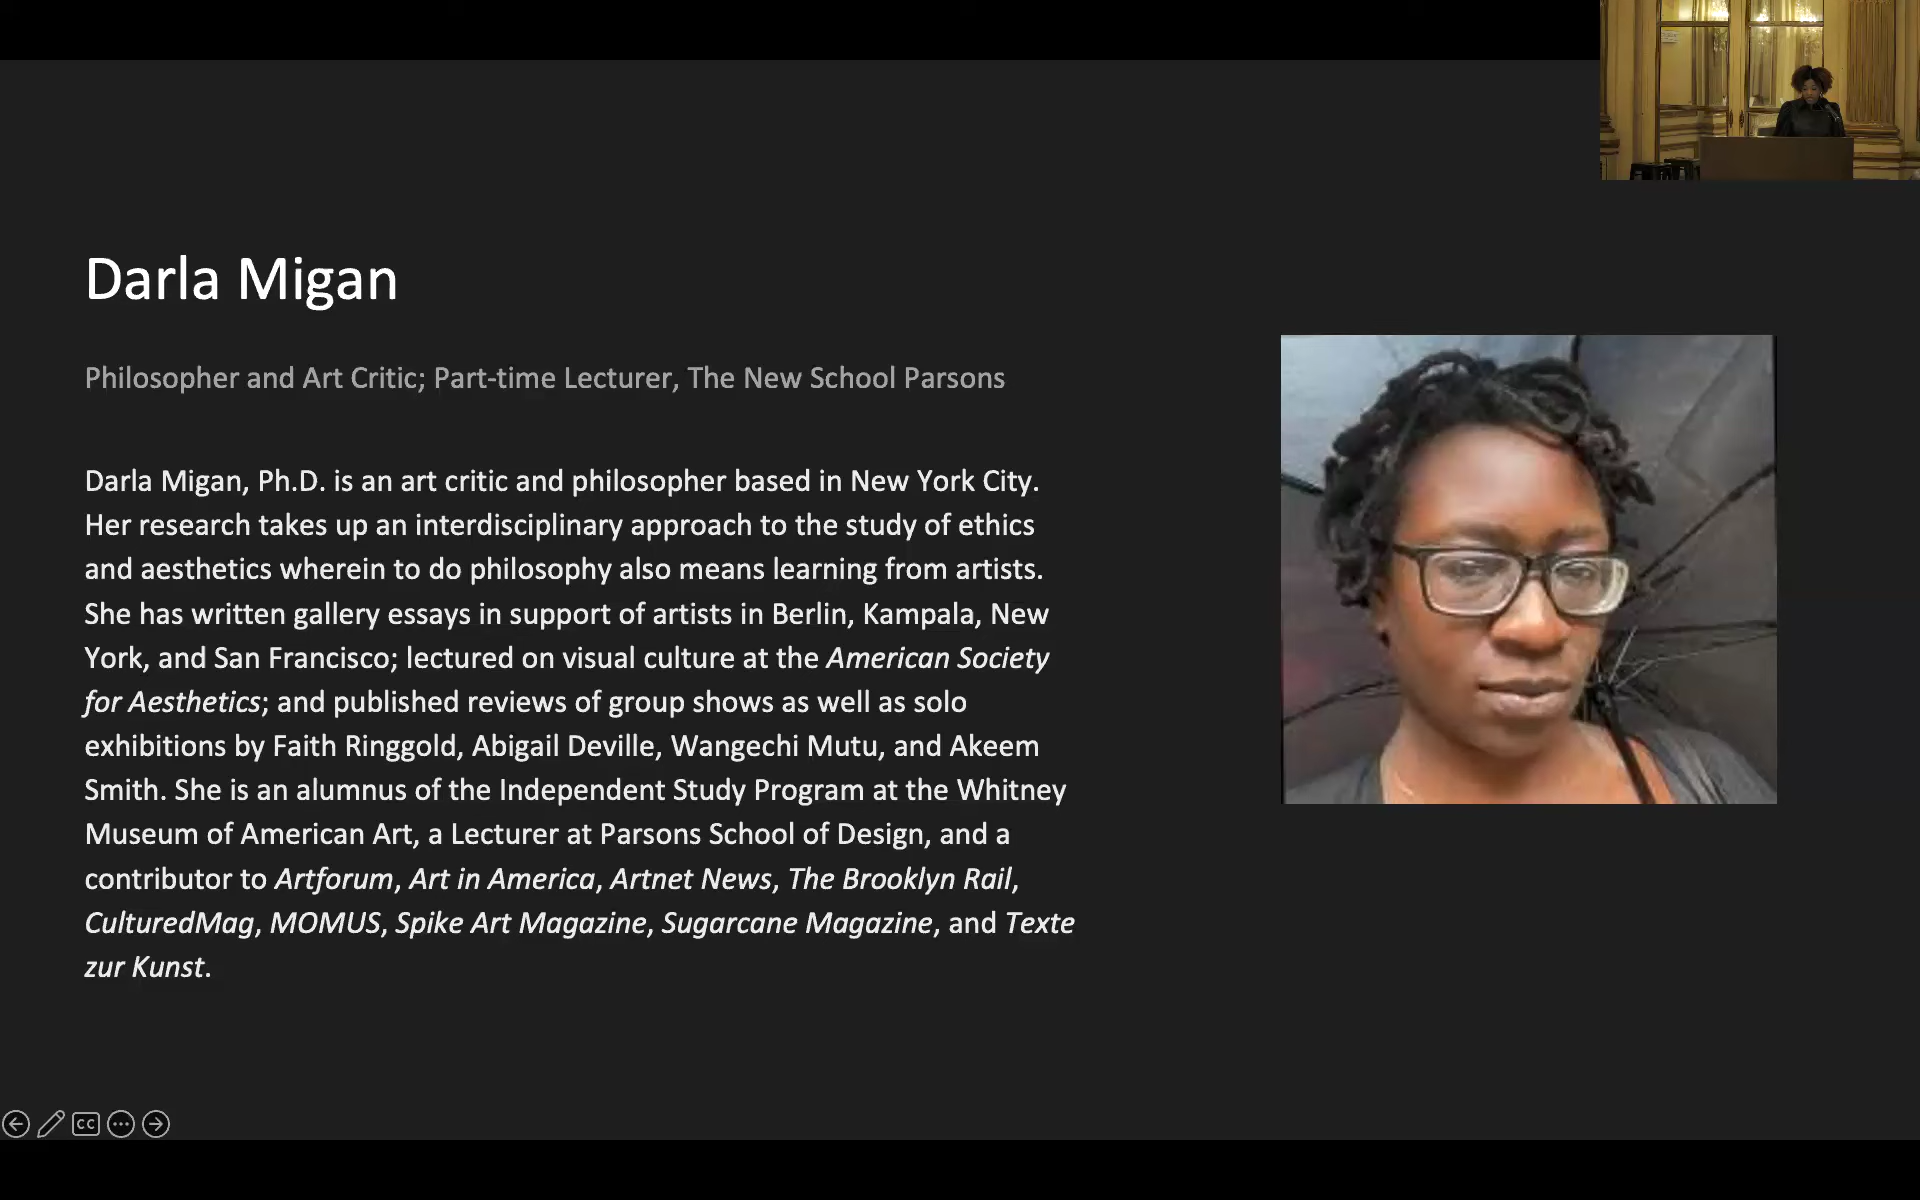 Darla Migan
Philosopher and Art Critic; Part-time Lecturer, The New School Parsons
Darla Migan, Ph.D. is an art critic and philosopher based in New York City.
Her research takes up an interdisciplinary approach to the study of ethics
and aesthetics wherein to do philosophy also means learning from artists.
She has written gallery essays in support of artists in Berlin, Kampala, New
York, and San Francisco; lectured on visual culture at the American Society
for Aesthetics; and published reviews of group shows as well as solo
exhibitions by Faith Ringgold, Abigail Deville, Wangechi Mutu, and Akeem
Smith. She is an alumnus of the Independent Study Program at the Whitney
Museum of American Art, a Lecturer at Parsons School of Design, and a
contributor to Artforum, Art in America, Artnet News, The Brooklyn Rail,
CulturedMag, MOMUS, Spike Art Magazine, Sugarcane Magazine, and Texte
zur Kunst.
CC